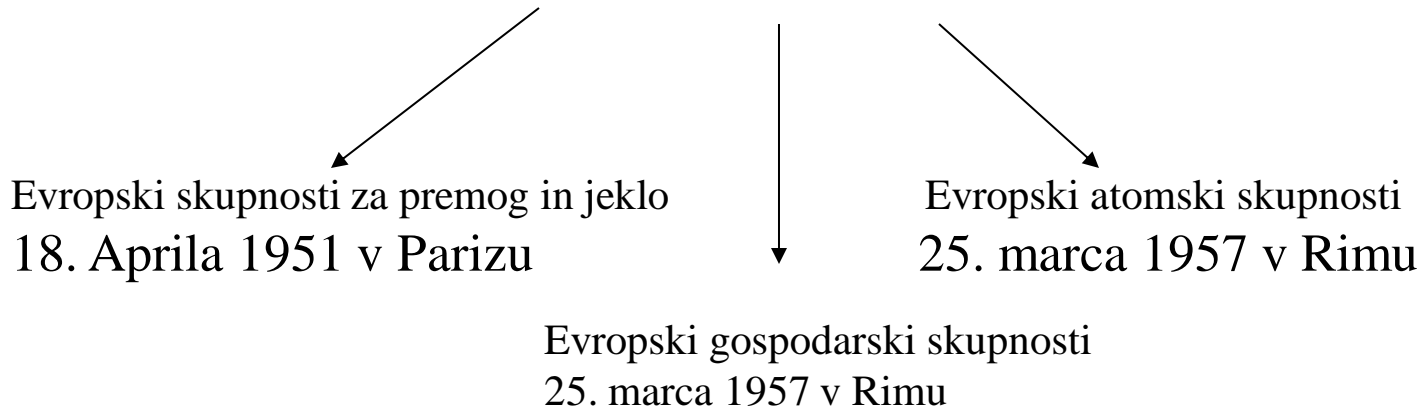 Evropski skupnosti za premog in jeklo
18. Aprila 1951 v Parizu
Evropski atomski skupnosti
25. marca 1957 v Rimu
Evropski gospodarski skupnosti
25. marca 1957 v Rimu